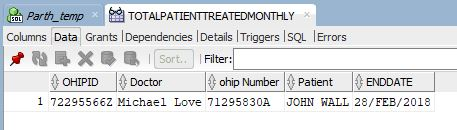 Parth_temp TOTALPATIENTTREATEDMONTHLY
Columns Data Grants Dependencies Details Triggers SQL Errors
Sort.. Filter:
OHIPID Doctor ohip Number Patient ENDDATE
1 72295566Z Michael Love 71295830A JOHN WALL 28/FEB/2018